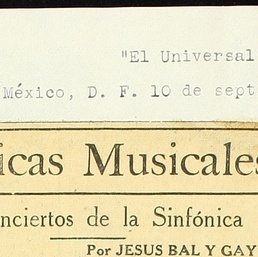 "El Universal
México, D. F. 10 de sept
icas Musicales
nciertos de la Sinfónica
Por JESUS BAL Y GAY